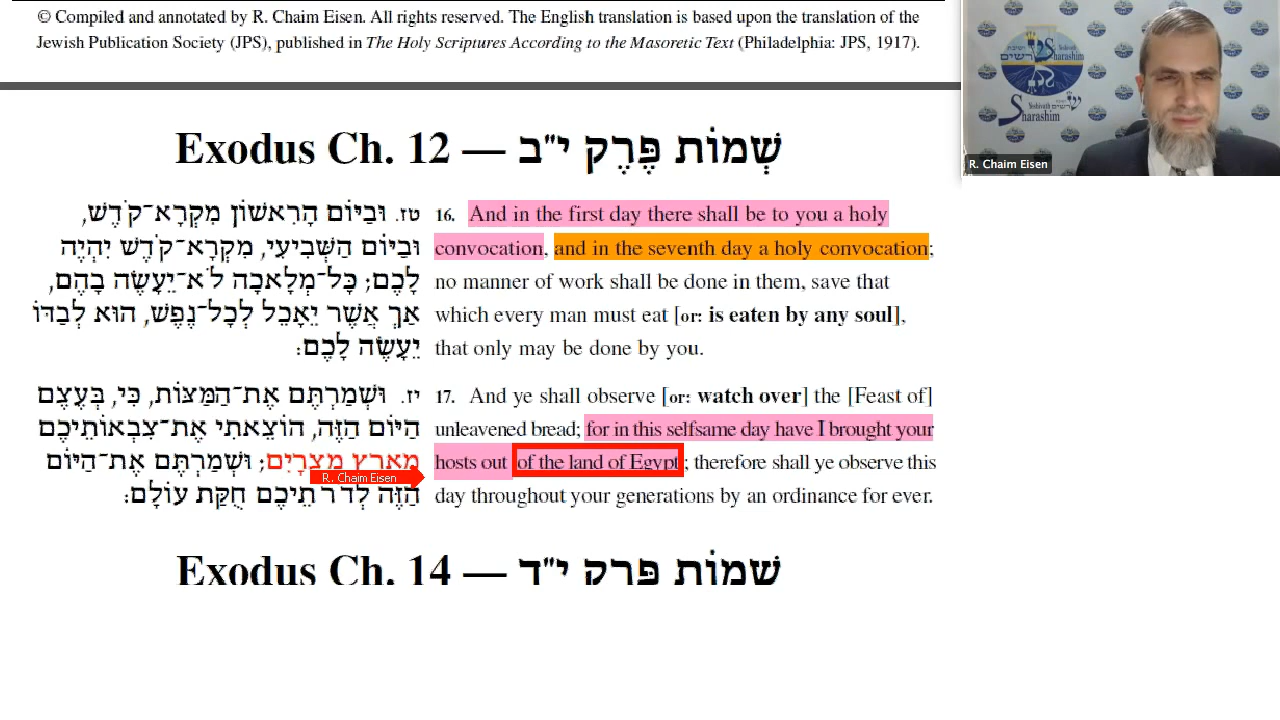 © Compiled and annotated by R. Chaim Eisen. All rights reserved. The English translation is based upon the translation of the
Jewish Publication Society (JPS), published in The Holy Scriptures According to the Masoretic Text (Philadelphia: JPS, 1917).
Exodus Ch. 12 — שְׁמוֹת פֶּרֶק י״ב
טז. וּבַיּוֹם הָרִאשׁוֹן מִקְרָא־קֹדֶשׁ,
וּבַיּוֹם הַשְּׁבִיעִי, מִקְרָא־קֹדֶשׁ יִהְיֶה
לָכֶם; כָּל־מְלָאכָה לֹא־יֵעָשֶׂה בָהֶם,
אַךְ אֲשֶׁר יֵאָכֵל לְכָל־נֶפֶשׁ, הוּא לְבַדּוֹ
יֵעָשֶׂה לָכֶם:
16. And in the first day there shall be to you a holy
convocation, and in the seventh day a holy convocation;
no manner of work shall be done in them, save that
which every man must eat [or: is eaten by any soul],
that only may be done by you.
יז. וּשְׁמַרְתֶּם אֶת־הַמַּצּוֹת, כִּי, בְּעֶצֶם
הַיּוֹם הַזֶּה, הוֹצֵאתִי אֶת־צִבְאוֹתֵיכֶם
מֵאֶרֶץ מִצְרָיִם; וּשְׁמַרְתֶּם אֶת־הַיּוֹם
הַזֶּה לְדֹרֹתֵיכֶם חֻקַּת עוֹלָם:
17. And ye shall observe [or: watch over] the [Feast of]
unleavened bread; for in this selfsame day have I brought your
hosts out of the land of Egypt; therefore shall ye observe this
day throughout your generations by an ordinance for ever.
R. Chaim Eisen
Exodus Ch. 14 — שְׁמוֹת פֶּרֶק י״ד
Yeshivath
Sharashim
R. Chaim Eisen